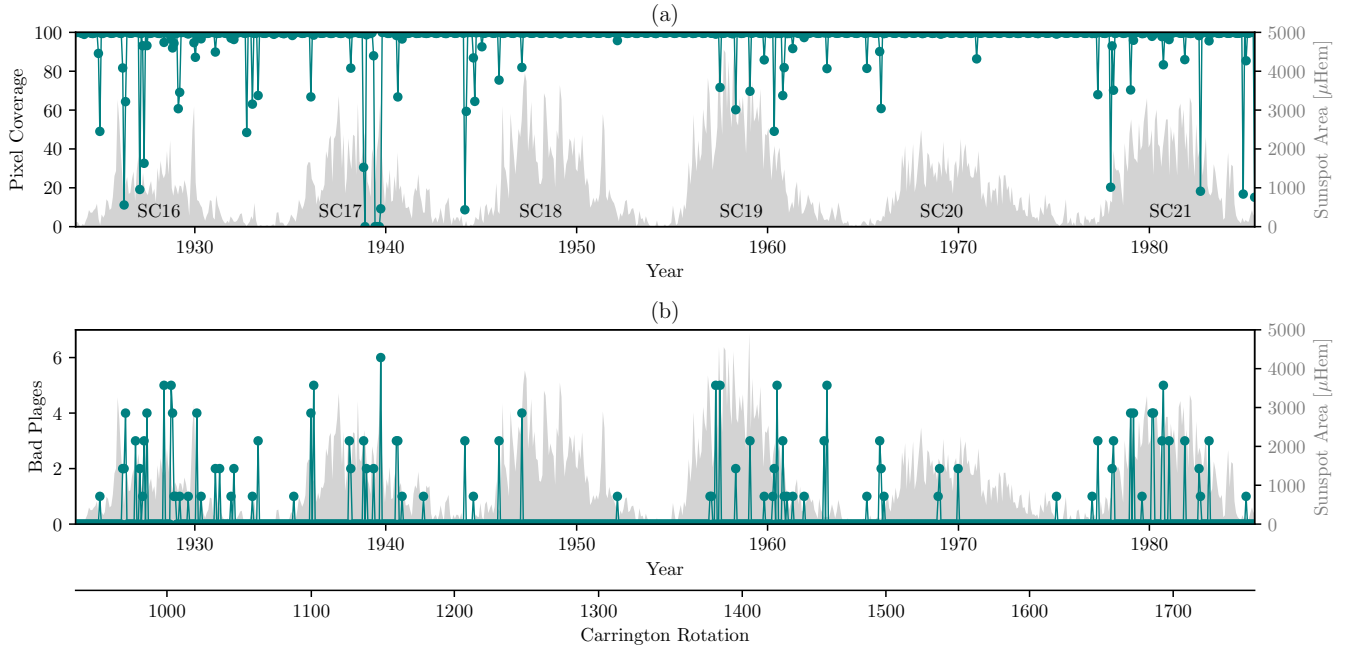 (a)
100
80
60
40
20
0
Pixel Coverage
5000
4000
3000
2000
1000
0
Sunspot Area [μHem]
SC16 SC17 SC18 SC19 SC20 SC21
1930 1940 1950 1960 1970 1980
Year
(b)
6
4
2
0
Bad Plages
5000
4000
3000
2000
1000
0
Sunspot Area [μHem]
1930 1940 1950 1960 1970 1980
Year
1000 1100 1200 1300 1400 1500 1600 1700
Carrington Rotation